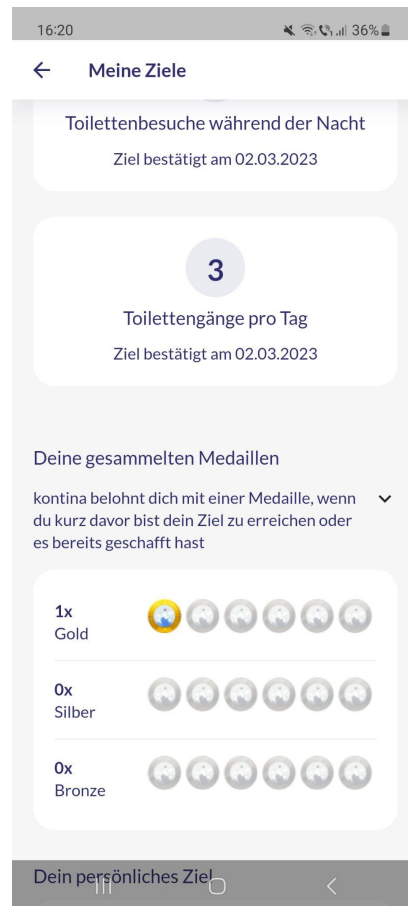 16:20
36%
Meine Ziele
Toilettenbesuche während der Nacht
Ziel bestätigt am 02.03.2023
3
Toilettengänge pro Tag
Ziel bestätigt am 02.03.2023
Deine gesammelten Medaillen
kontina belohnt dich mit einer Medaille, wenn
du kurz davor bist dein Ziel zu erreichen oder
es bereits geschafft hast
1x
Gold
0x
Silber
0x
Bronze
Dein persönliches Ziel